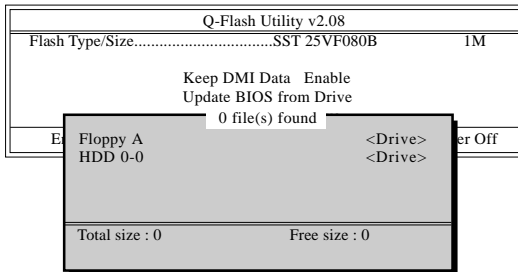 Q-Flash Utility v2.08
Flash Type/Size.................................SST 25VF080B 1M
Keep DMI Data Enable
Update BIOS from Drive
0 file(s) found
Floppy A <Drive>
HDD 0-0 <Drive>
Total size : 0 Free size : 0
Off